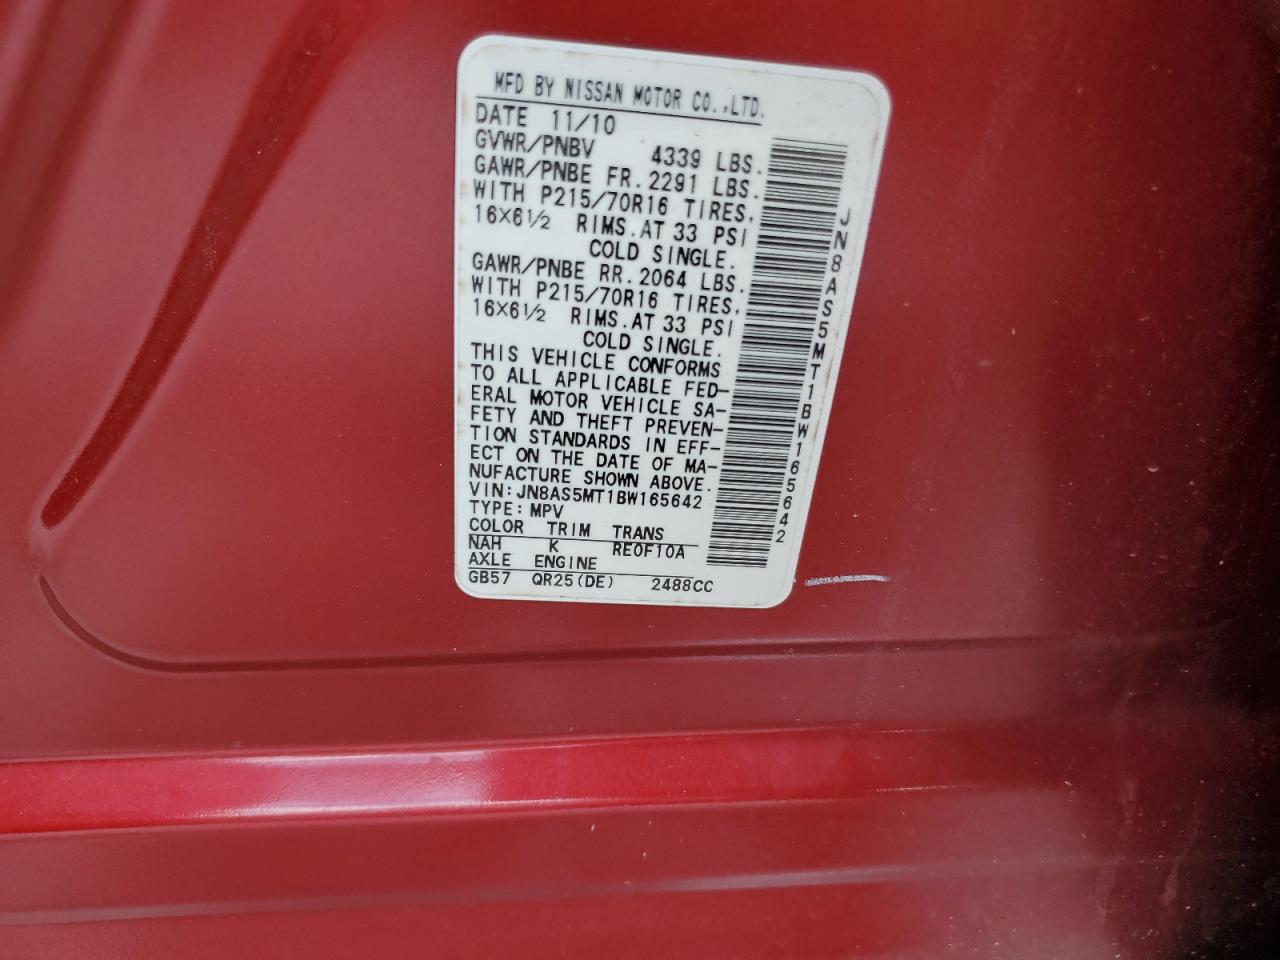 MFD BY NISSAN MOTOR CO.,LTD.
DATE 11/10
GVWR/PNBV 4339 LBS.
GAWR/PNBE FR.2291 LBS.
WITH P215/70R16 TIRES,
16X6½ RIMS.AT 33 PSI
COLD SINGLE.
GAWR/PNBE RR.2064 LBS.
WITH P215/70R16 TIRES,
16X6½ RIMS.AT 33 PSI
COLD SINGLE.
THIS VEHICLE CONFORMS
TO ALL APPLICABLE FED-
ERAL MOTOR VEHICLE SA-
FETY AND THEFT PREVEN-
TION STANDARDS IN EFF-
ECT ON THE DATE OF MA-
NUFACTURE SHOWN ABOVE.
VIN:JN8AS5MT1BW165642
TYPE:MPV
COLOR TRIM TRANS
NAH K RE0F10A
AXLE ENGINE
GB57 QR25(DE) 2488CC
JN8AS5MT1BW165642